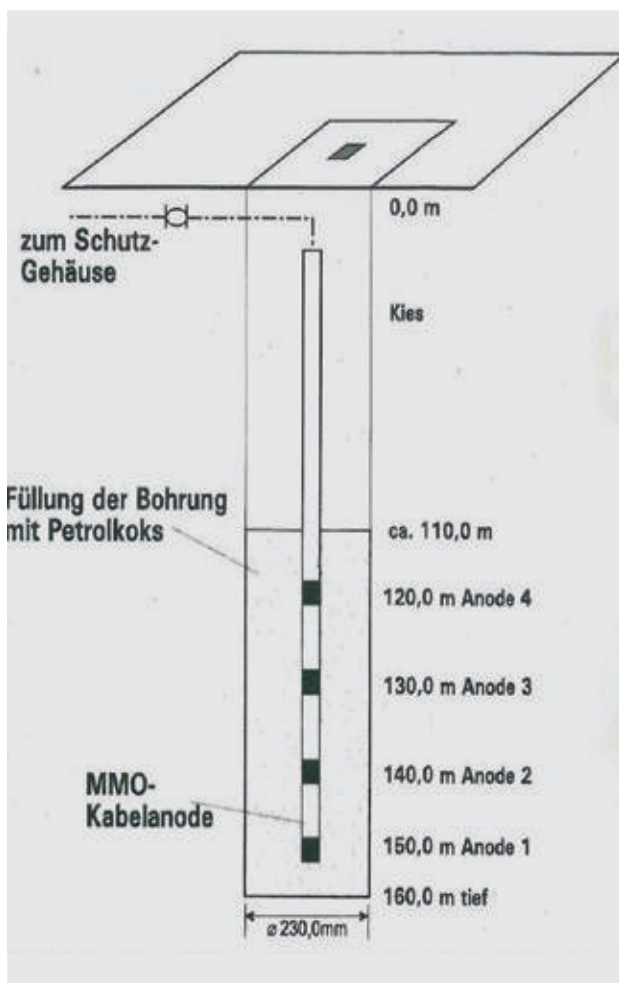 0,0 m
zum Schutz-
Gehäuse
Kies
Füllung der Bohrung
mit Petrolkoks
ca. 110,0 m
120,0 m Anode 4
130,0 m Anode 3
140,0 m Anode 2
MMO-
Kabelanode
150,0 m Anode 1
160,0 m tief
ø 230,0mm